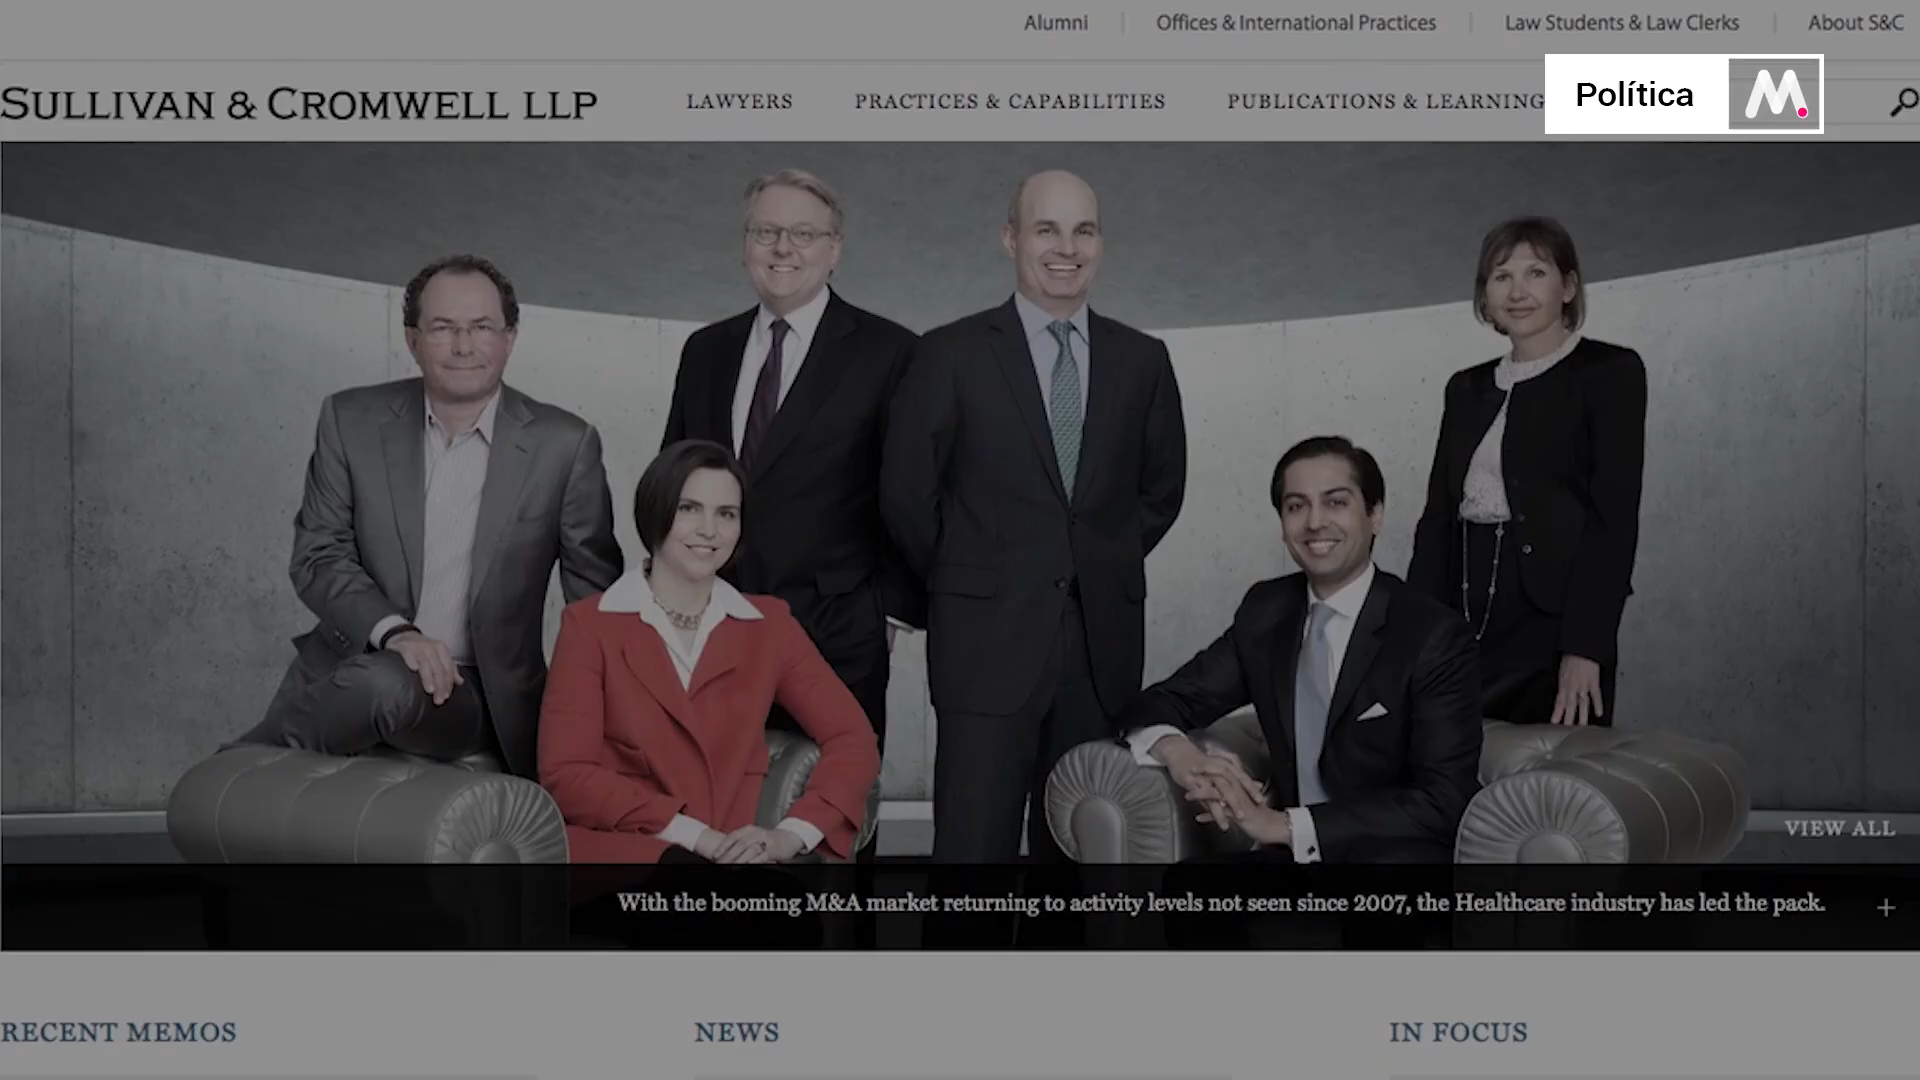 Alumni
Offices & International Practices
Law Students & Law Clerks
About S&C
SULLIVAN & CROMWELL LLP
LAWYERS
PRACTICES & CAPABILITIES
PUBLICATIONS & LEARNING
Política
M.
VIEW ALL
With the booming M&A market returning to activity levels not seen since 2007, the Healthcare industry has led the pack.
+
RECENT MEMOS
NEWS
IN FOCUS